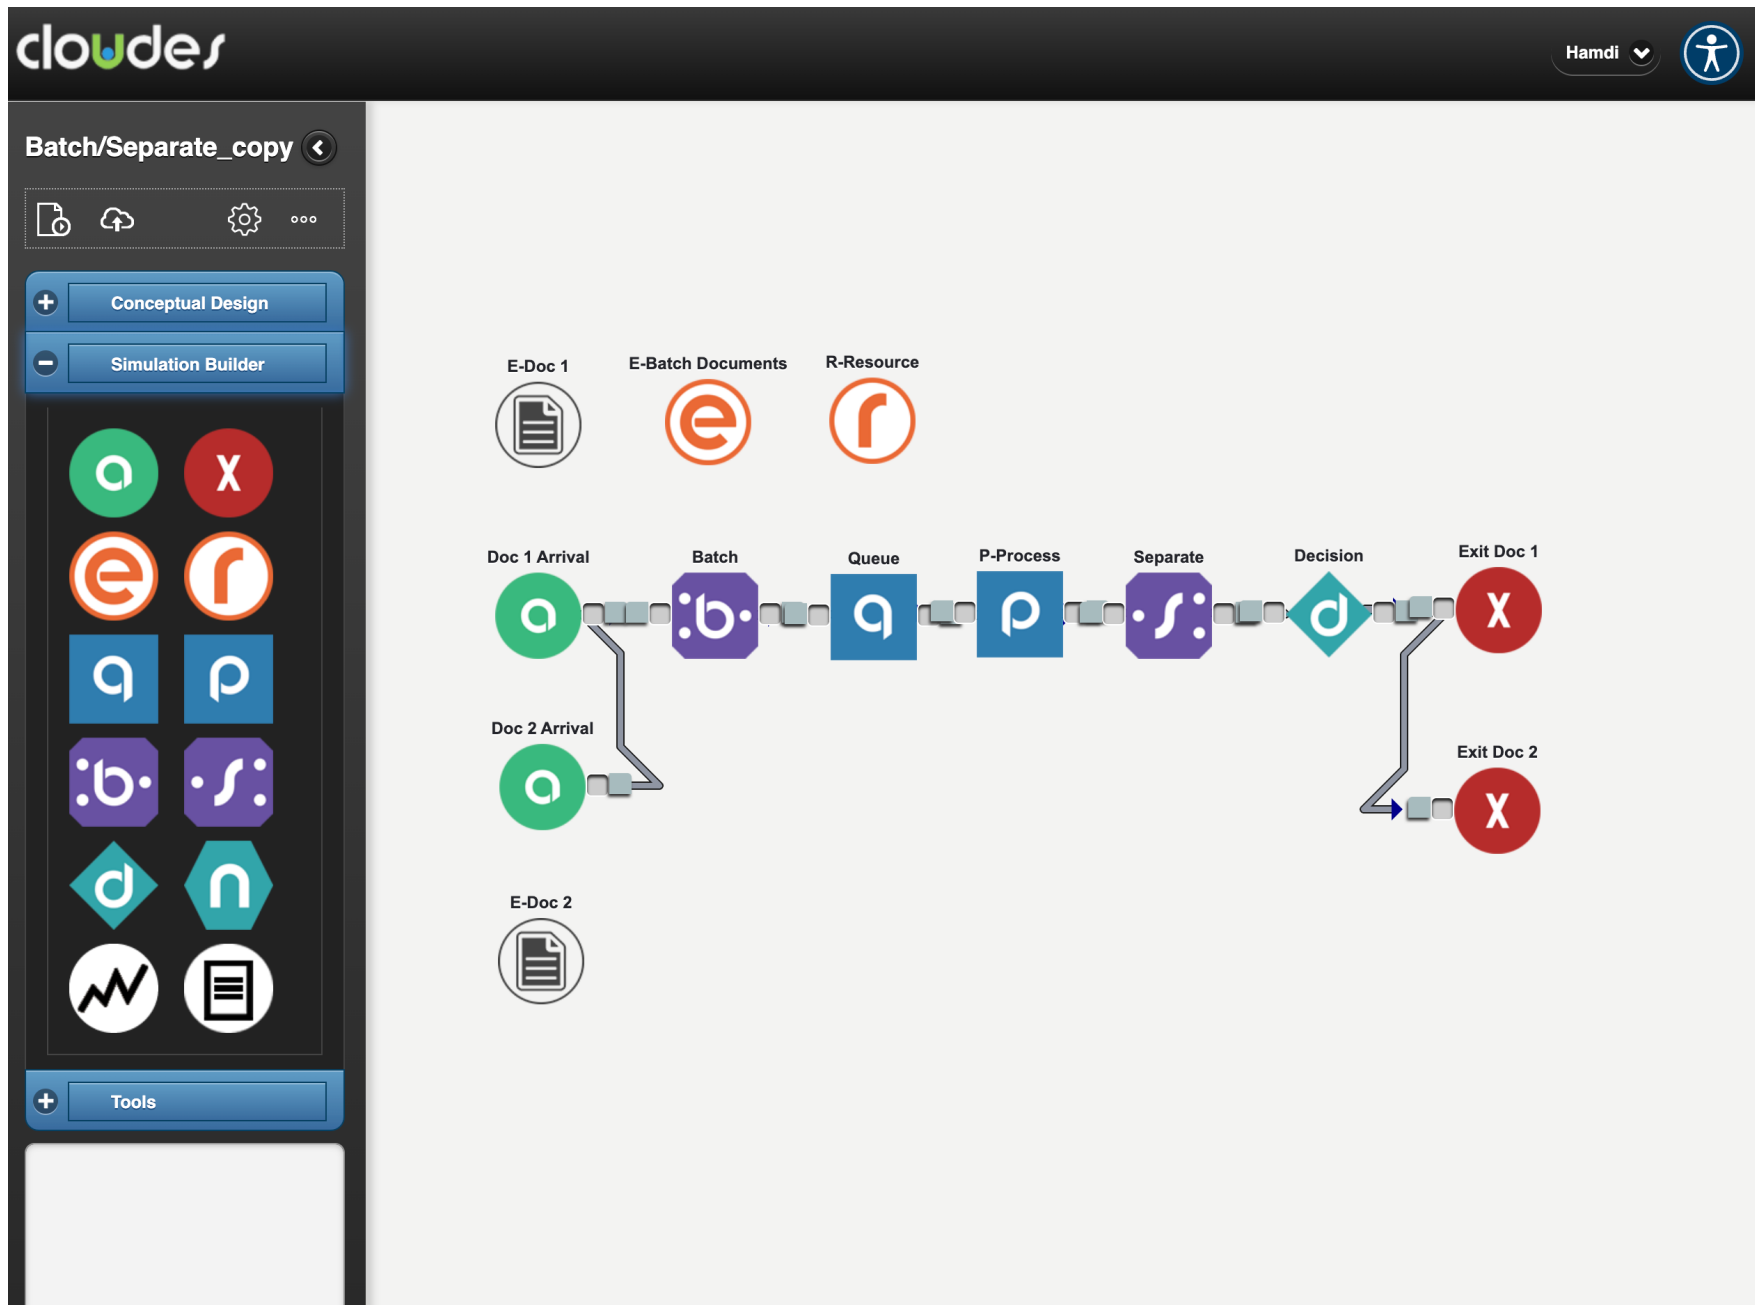 cloudes
Hamdi
Batch/Separate_copy
Conceptual Design
Simulation Builder
a
x
e
r
q
p
:b·
·s:
d
n
Tools
E-Doc 1
E-Batch Documents
R-Resource
e
r
Doc 1 Arrival
Batch
Queue
P-Process
Separate
Decision
Exit Doc 1
a
:b·
q
p
·s:
d
x
Doc 2 Arrival
Exit Doc 2
a
x
E-Doc 2